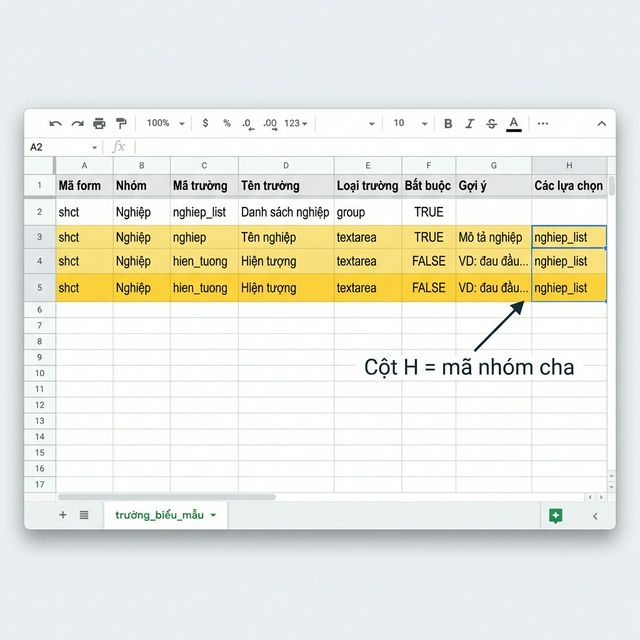 100% $ % .0 .00 123 10 B I S A
A2 fx
A B C D E F G H
1 Mã form Nhóm Mã trường Tên trường Loại trường Bắt buộc Gợi ý Các lựa chọn
2 shct Nghiệp nghiep_list Danh sách nghiệp group TRUE
3 shct Nghiệp nghiep Tên nghiệp textarea TRUE Mô tả nghiệp nghiep_list
4 shct Nghiệp hien_tuong Hiện tượng textarea FALSE VD: đau đầu... nghiep_list
5 shct Nghiệp hien_tuong Hiện tượng textarea FALSE VD: đau đầu... nghiep_list
6
7
8
9
Cột H = mã nhóm cha
10
11
12
13
14
15
16
17
trường_biểu_mẫu